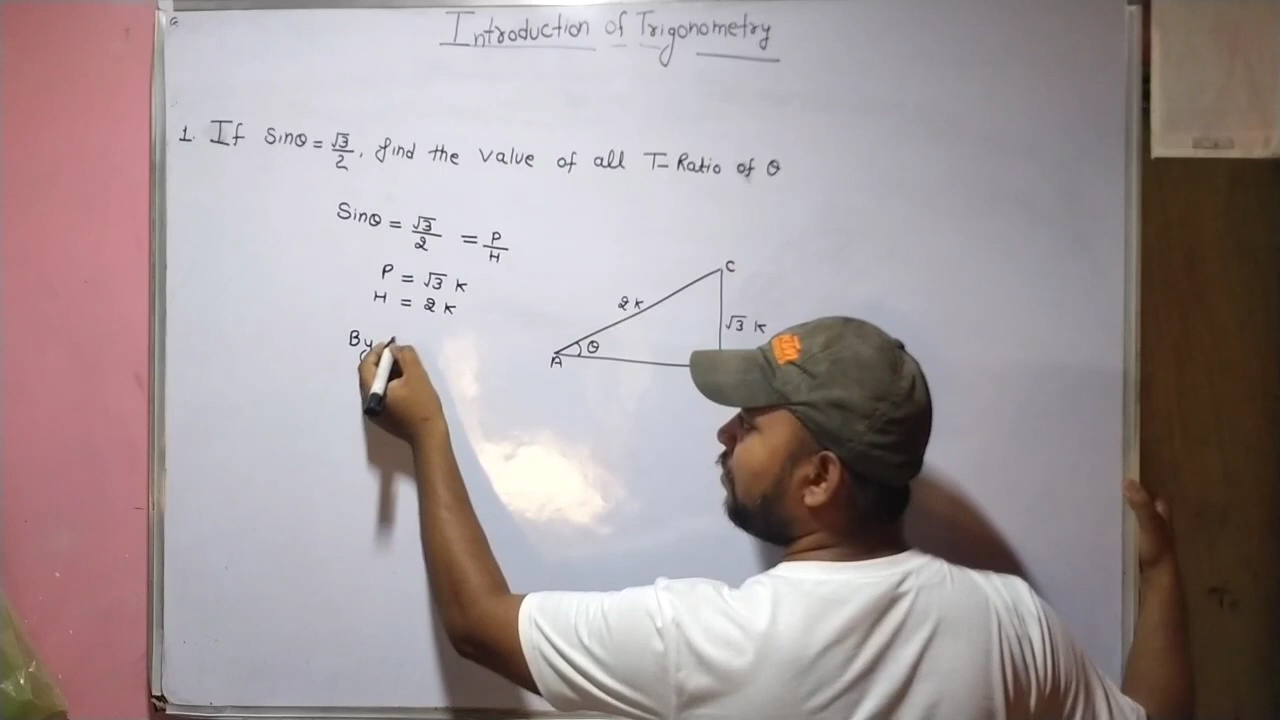 Introduction of Trigonometry
1. If Sinθ = √3/2, find the value of all T-Ratio of θ
Sinθ = √3/2 = P/H
P = √3 K
H = 2 K
By
C
2 K
√3 K
θ
A